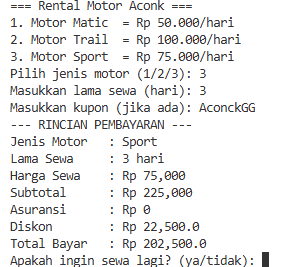 === Rental Motor Aconk ===
1. Motor Matic  = Rp 50.000/hari
2. Motor Trail  = Rp 100.000/hari
3. Motor Sport  = Rp 75.000/hari
Pilih jenis motor (1/2/3): 3
Masukkan lama sewa (hari): 3
Masukkan kupon (jika ada): AconckGG
--- RINCIAN PEMBAYARAN ---
Jenis Motor   : Sport
Lama Sewa     : 3 hari
Harga Sewa    : Rp 75,000
Subtotal      : Rp 225,000
Asuransi      : Rp 0
Diskon        : Rp 22,500.0
Total Bayar   : Rp 202,500.0
Apakah ingin sewa lagi? (ya/tidak):